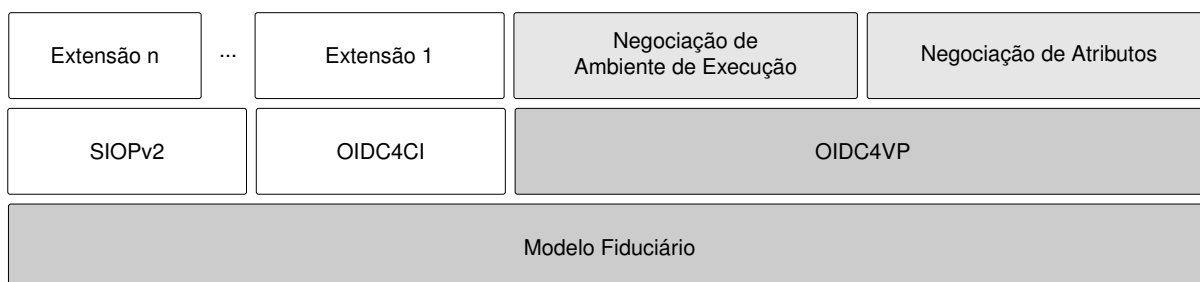 Extensão n
...
Extensão 1
Negociação de
Ambiente de Execução
Negociação de Atributos
SIOPv2
OIDC4CI
OIDC4VP
Modelo Fiduciário